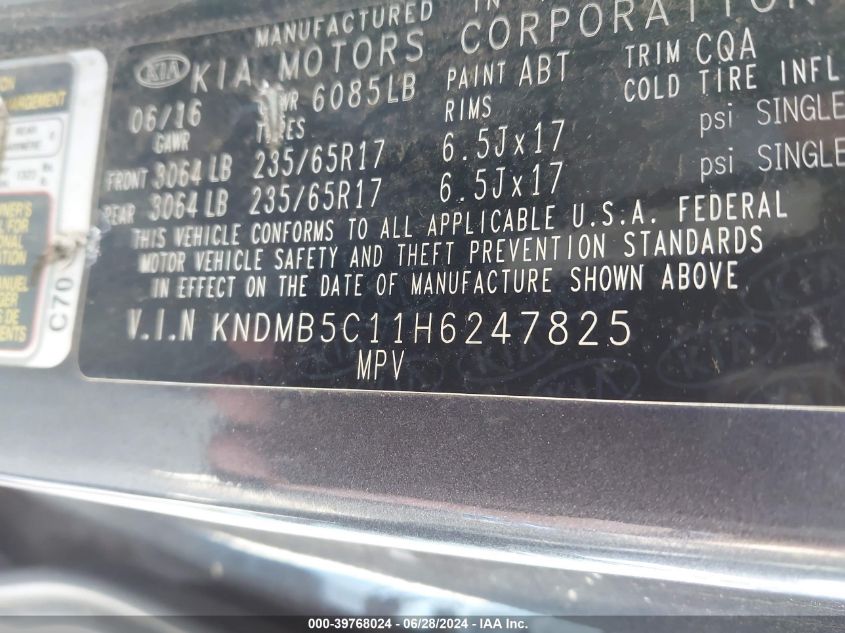 MANUFACTURED
KIA KIA MOTORS CORPORATION
06/16 GVWR 6085LB PAINT ABT TRIM CQA
GAWR TIRES RIMS COLD TIRE INFL
FRONT 3064 LB 235/65R17 6.5Jx17 psi SINGLE
REAR 3064 LB 235/65R17 6.5Jx17 psi SINGLE
THIS VEHICLE CONFORMS TO ALL APPLICABLE U.S.A. FEDERAL
MOTOR VEHICLE SAFETY AND THEFT PREVENTION STANDARDS
IN EFFECT ON THE DATE OF MANUFACTURE SHOWN ABOVE
V.I.N KNDMB5C11H6247825
MPV
C70
000-39768024 - 06/28/2024 - IAA, Inc.